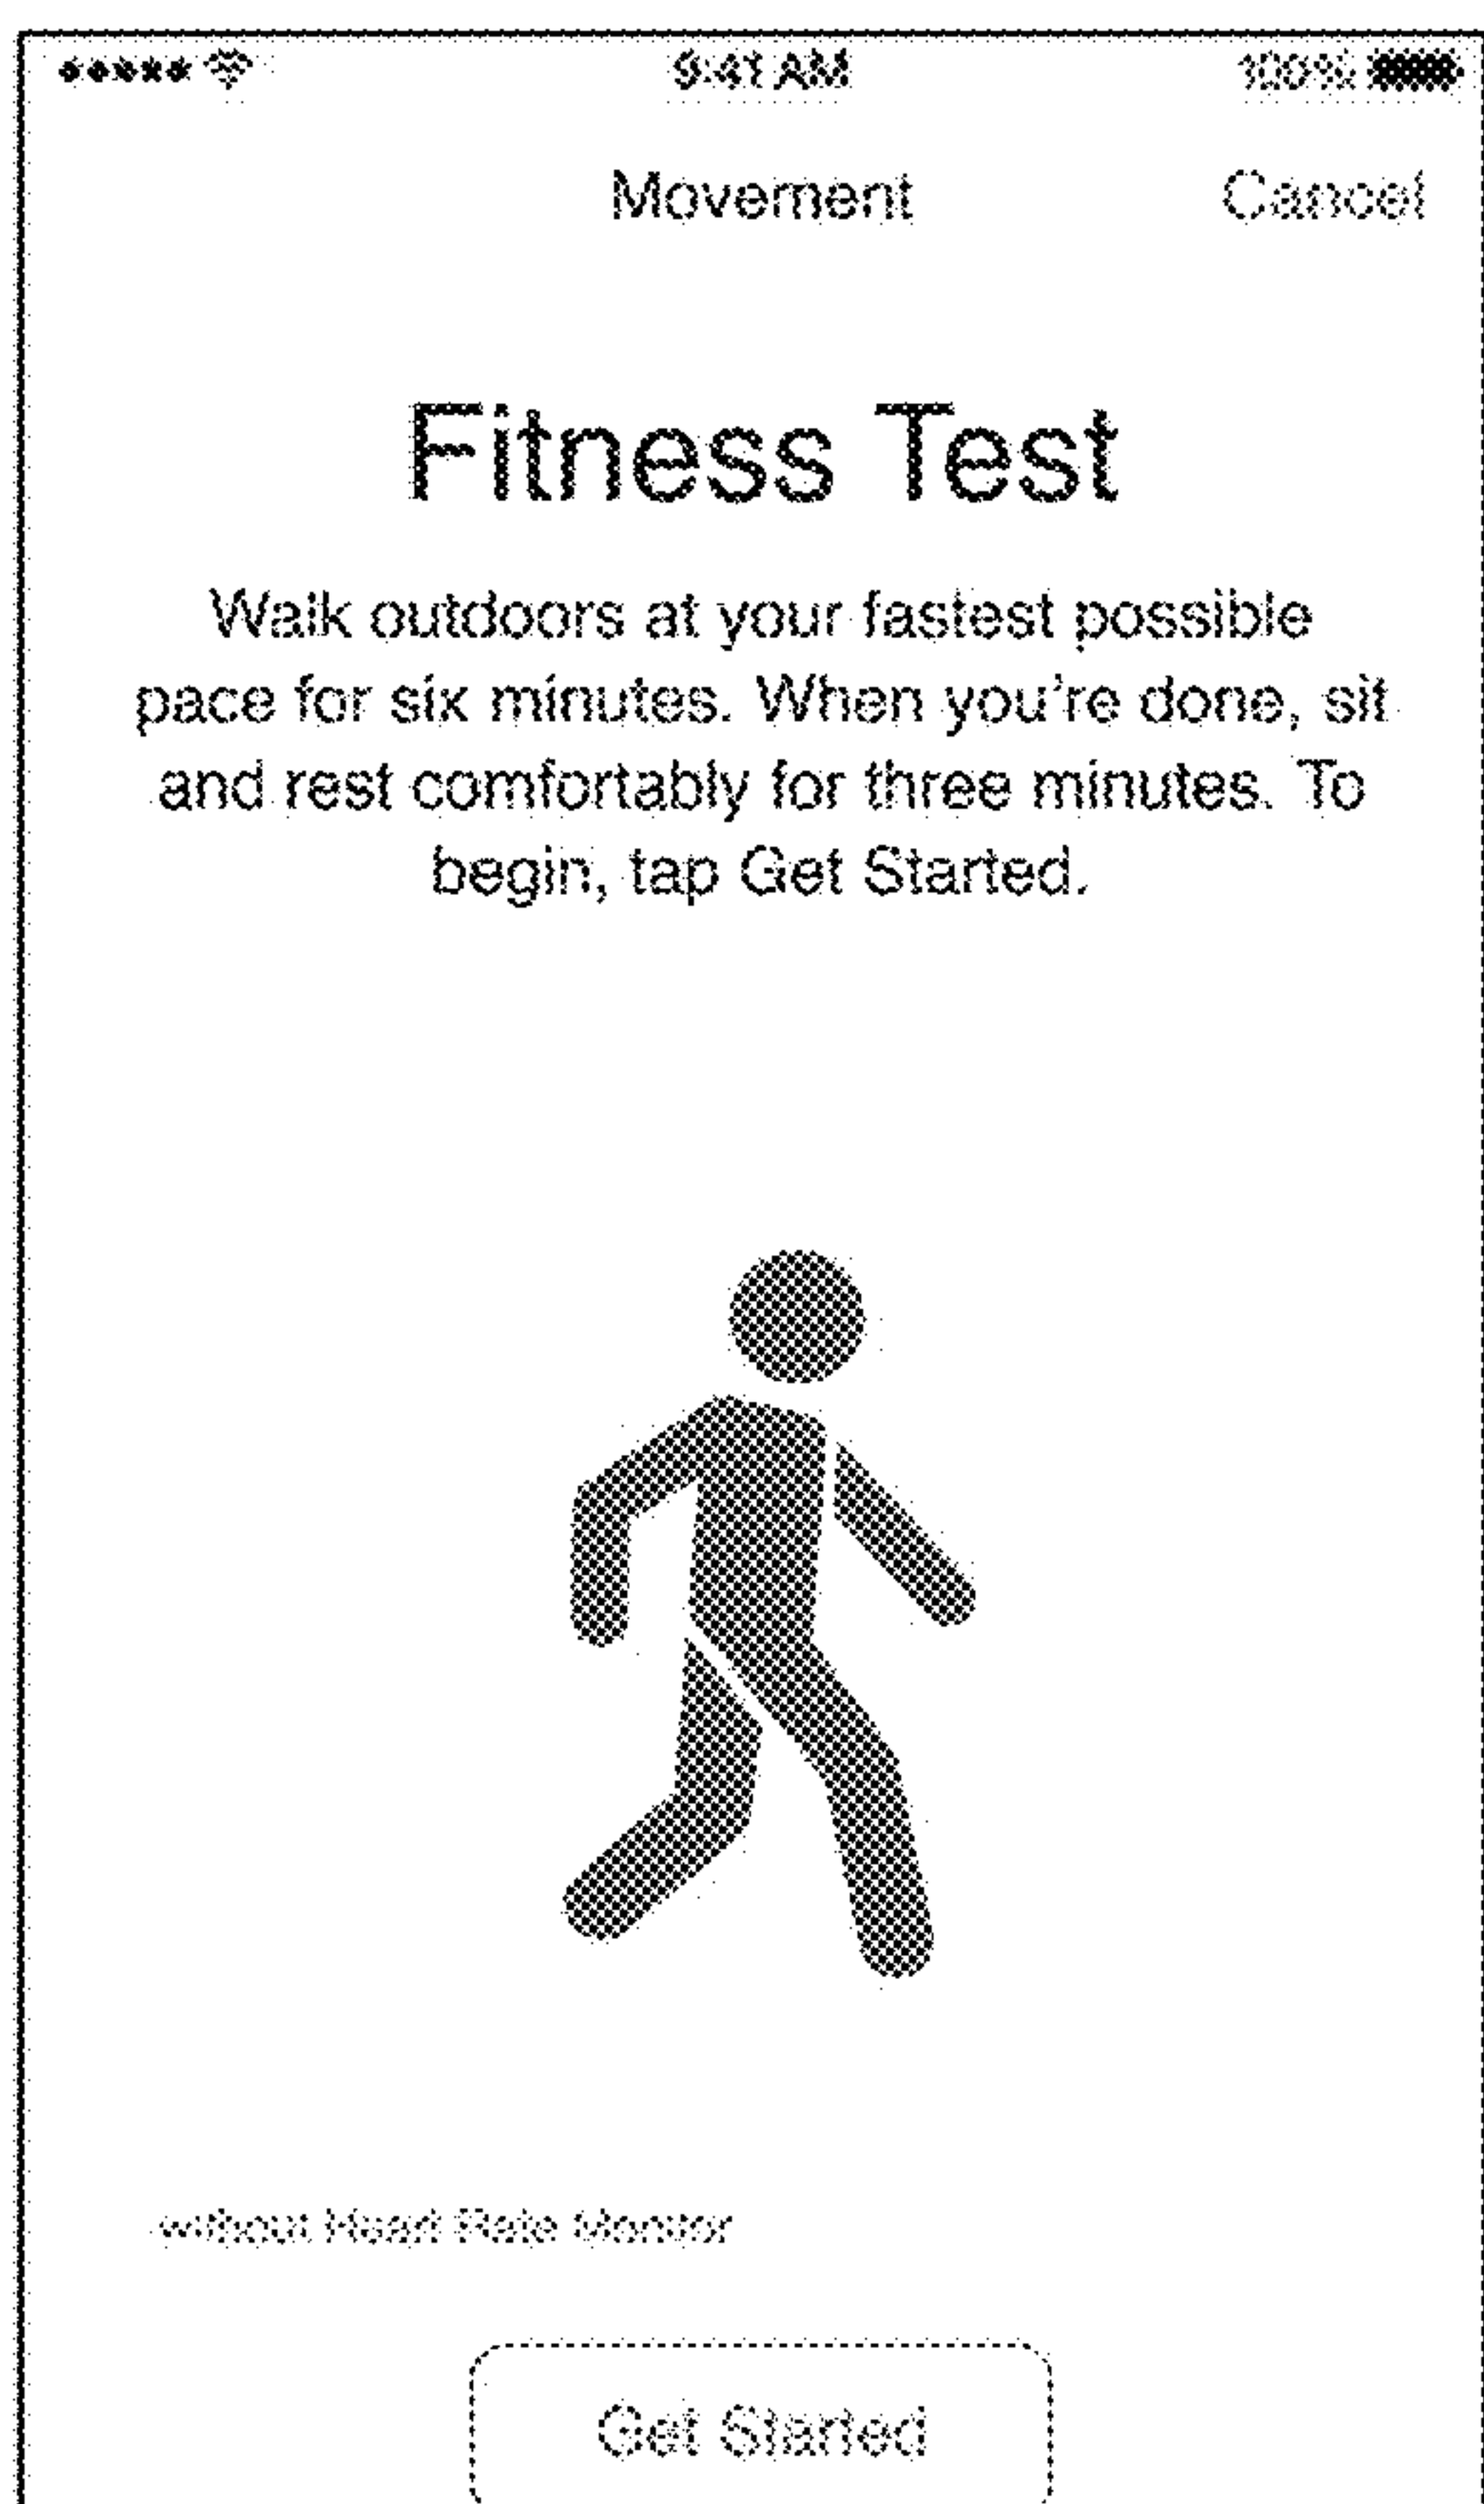 9:41 AM 100%
Movement Cancel
Fitness Test
Walk outdoors at your fastest possible
pace for six minutes. When you're done, sit
and rest comfortably for three minutes. To
begin, tap Get Started.
without Heart Rate Monitor
Get Started